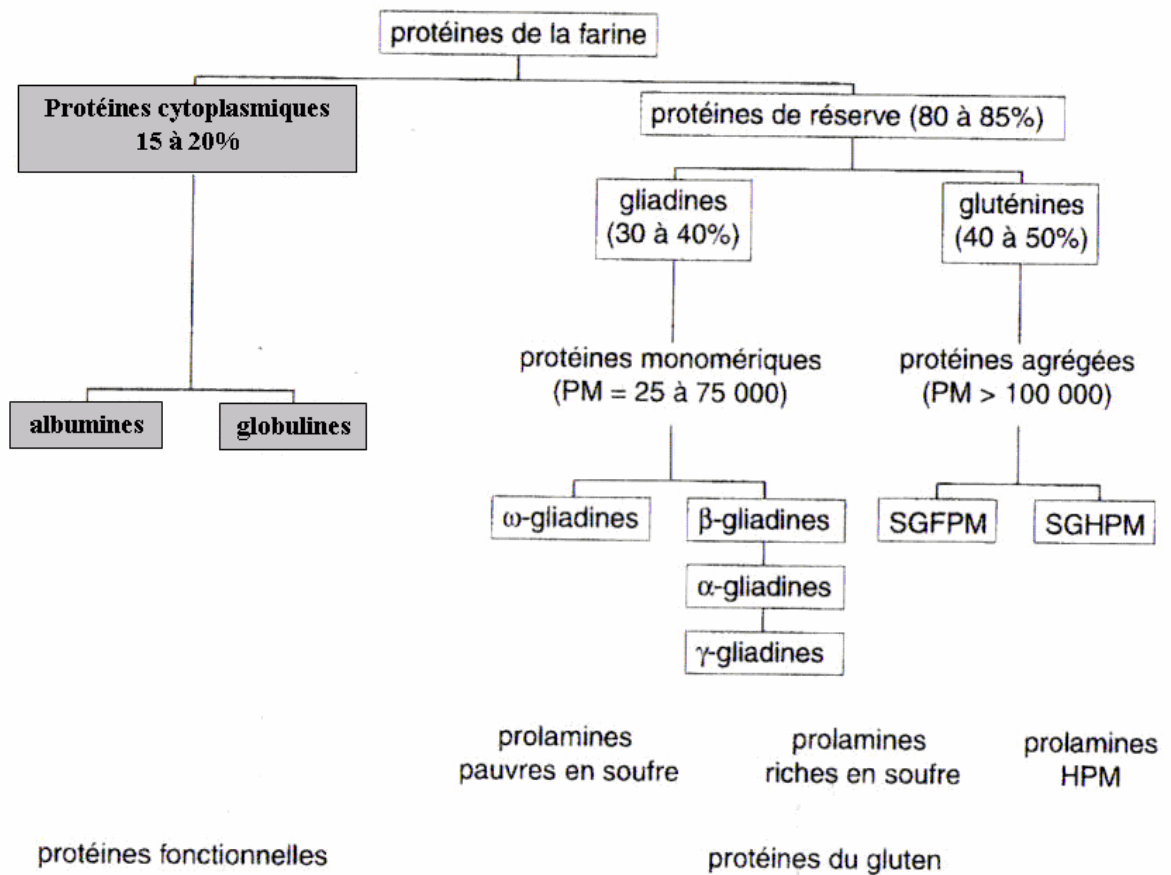 protéines de la farine
Protéines cytoplasmiques
15 à 20%
protéines de réserve (80 à 85%)
gliadines
(30 à 40%)
gluténines
(40 à 50%)
protéines monomériques
(PM = 25 à 75 000)
protéines agrégées
(PM > 100 000)
albumines
globulines
ω-gliadines
β-gliadines
SGFPM
SGHPM
α-gliadines
γ-gliadines
prolamines
pauvres en soufre
prolamines
riches en soufre
prolamines
HPM
protéines fonctionnelles
protéines du gluten